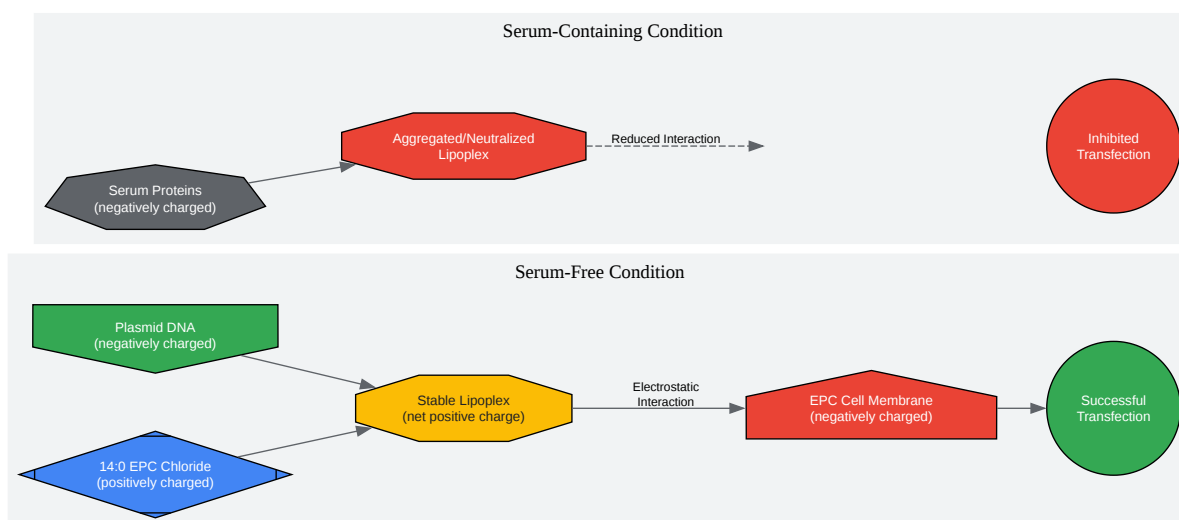 Serum-Containing Condition
Aggregated/Neutralized
Lipoplex
Reduced Interaction
Inhibited
Transfection
Serum Proteins
(negatively charged)
Serum-Free Condition
Plasmid DNA
(negatively charged)
Stable Lipoplex
(net positive charge)
Electrostatic
Interaction
EPC Cell Membrane
(negatively charged)
Successful
Transfection
14:0 EPC Chloride
(positively charged)